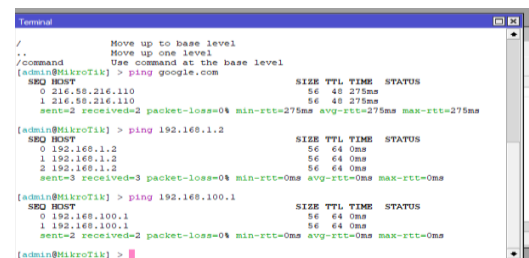 Terminal
/ Move up to base level
.. Move up one level
/command Use command at the base level
[admin@MikroTik] > ping google.com
SEQ HOST SIZE TTL TIME STATUS
0 216.58.216.110 56 48 275ms
1 216.58.216.110 56 48 275ms
sent=2 received=2 packet-loss=0% min-rtt=275ms avg-rtt=275ms max-rtt=275ms
[admin@MikroTik] > ping 192.168.1.2
SEQ HOST SIZE TTL TIME STATUS
0 192.168.1.2 56 64 0ms
1 192.168.1.2 56 64 0ms
2 192.168.1.2 56 64 0ms
sent=3 received=3 packet-loss=0% min-rtt=0ms avg-rtt=0ms max-rtt=0ms
[admin@MikroTik] > ping 192.168.100.1
SEQ HOST SIZE TTL TIME STATUS
0 192.168.100.1 56 64 0ms
1 192.168.100.1 56 64 0ms
sent=2 received=2 packet-loss=0% min-rtt=0ms avg-rtt=0ms max-rtt=0ms
[admin@MikroTik] >